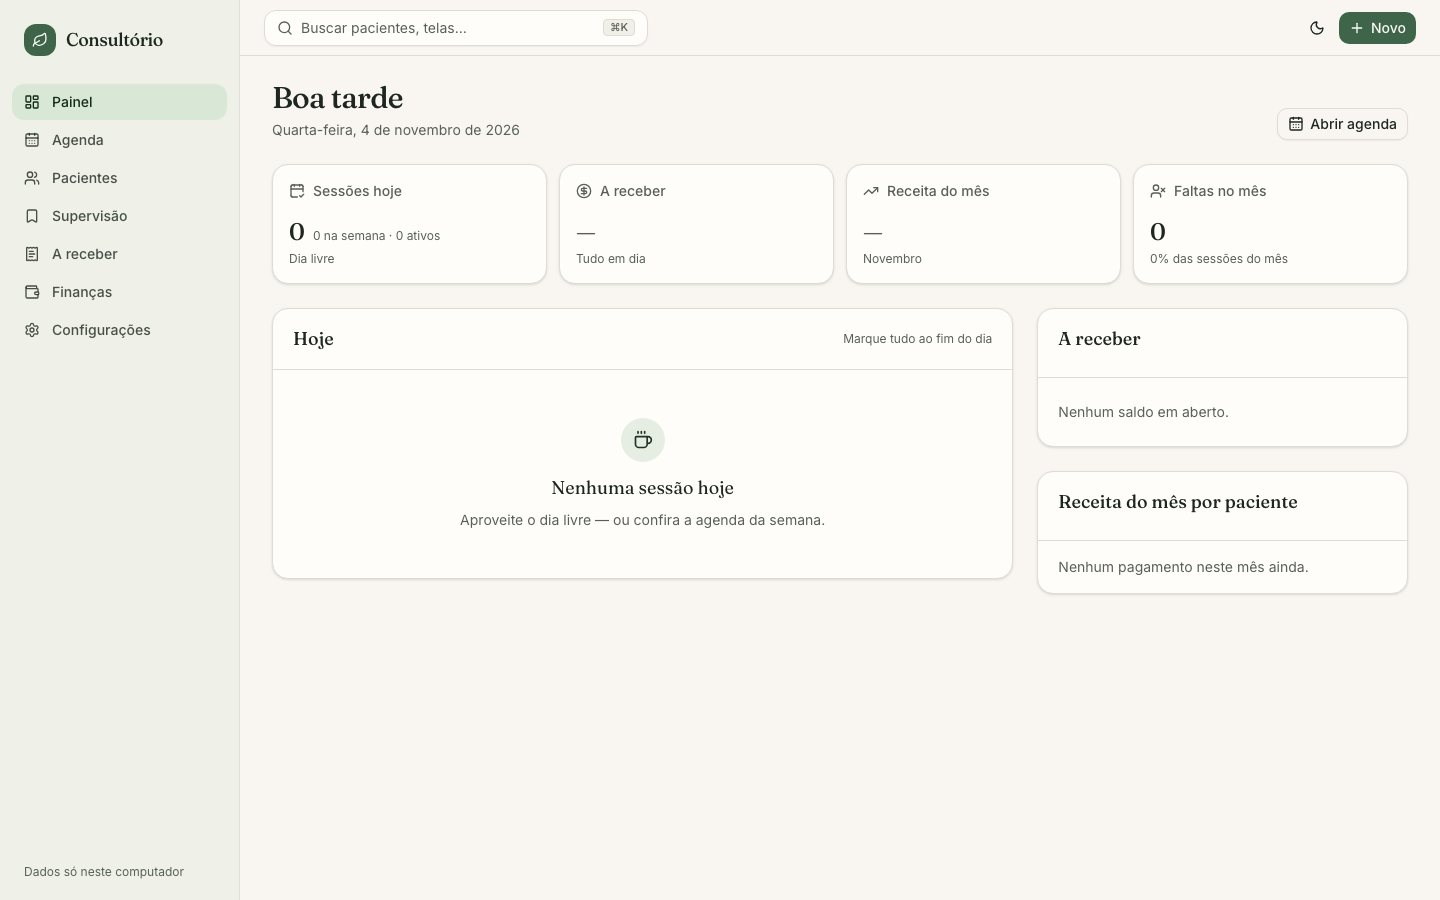 Consultório
Painel
Agenda
Pacientes
Supervisão
A receber
Finanças
Configurações
Dados só neste computador
Buscar pacientes, telas...
⌘K
Novo
Boa tarde
Quarta-feira, 4 de novembro de 2026
Abrir agenda
Sessões hoje
0 0 na semana · 0 ativos
Dia livre
A receber
—
Tudo em dia
Receita do mês
—
Novembro
Faltas no mês
0
0% das sessões do mês
Hoje
Marque tudo ao fim do dia
Nenhuma sessão hoje
Aproveite o dia livre — ou confira a agenda da semana.
A receber
Nenhum saldo em aberto.
Receita do mês por paciente
Nenhum pagamento neste mês ainda.